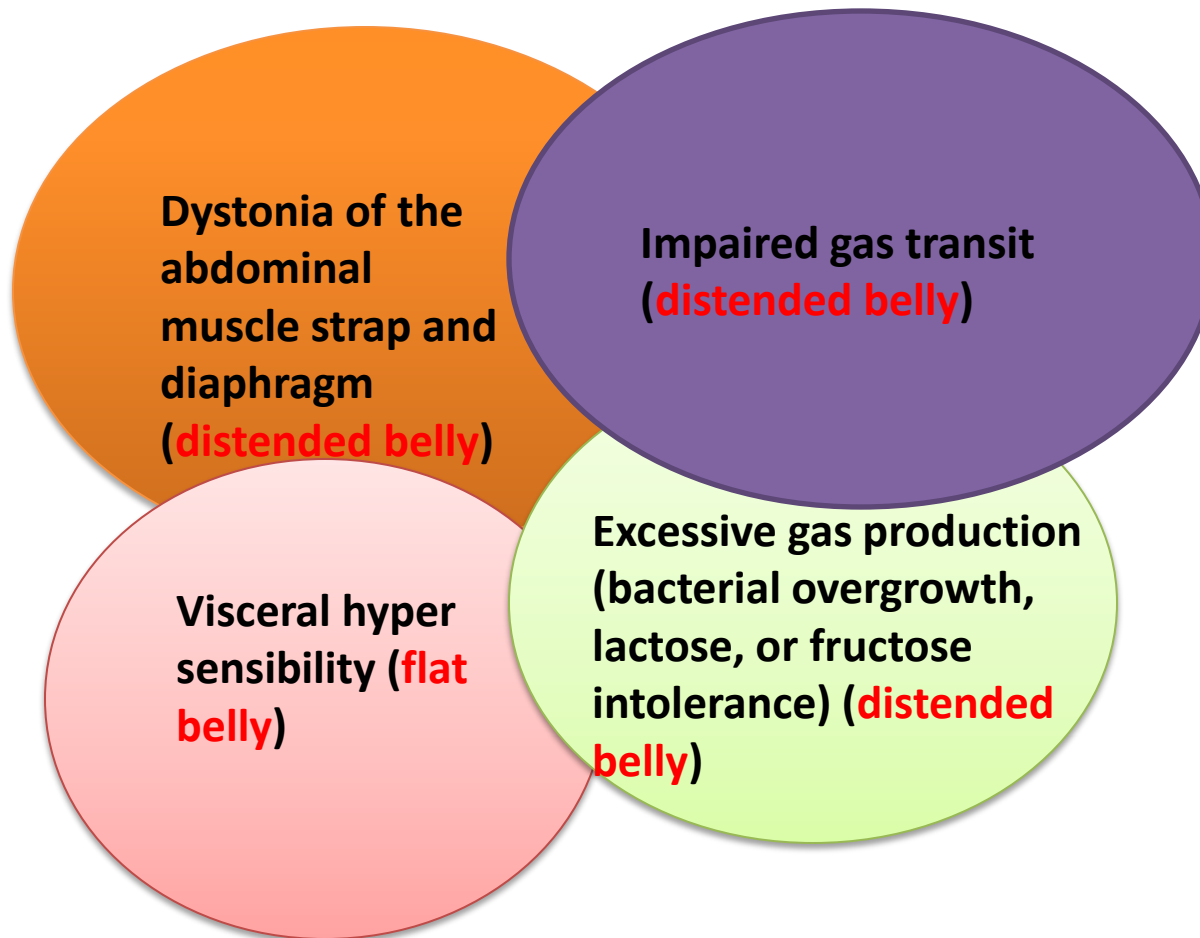 Dystonia of the
abdominal
muscle strap and
diaphragm
(distended belly)
Impaired gas transit
(distended belly)
Visceral hyper
sensibility (flat
belly)
Excessive gas production
(bacterial overgrowth,
lactose, or fructose
intolerance) (distended
belly)